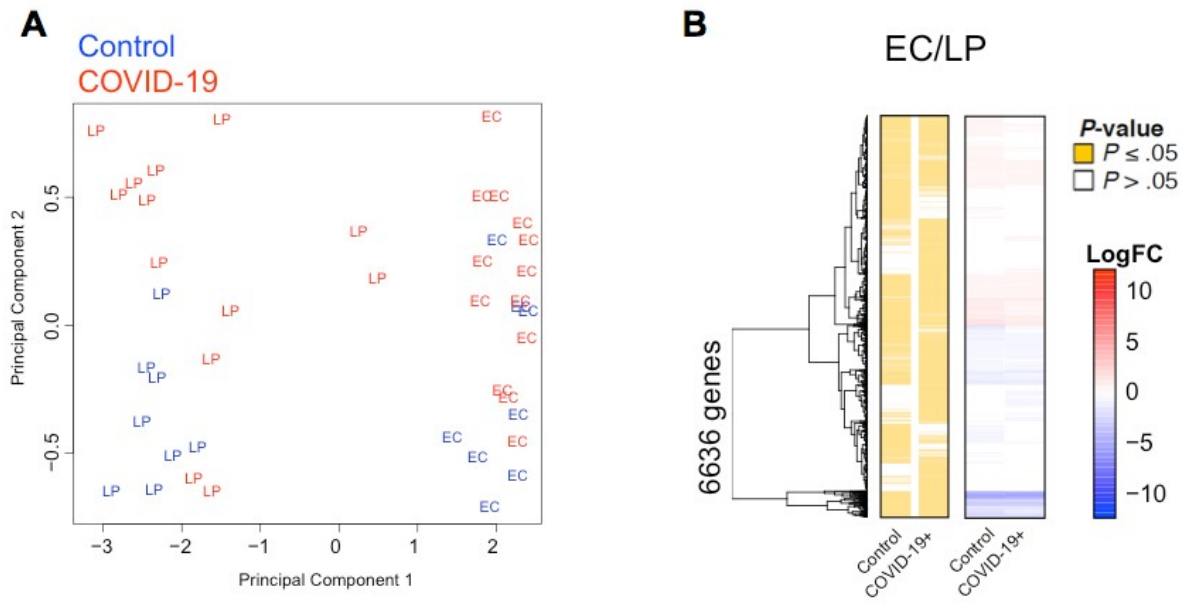 A
Control
COVID-19
LP
LP
EC
LP
LP
LP
LP
EC
EC
EC
LP
EC
EC
LP
EC
LP
EC
LP
LP
EC
EC
EC
EC
LP
EC
LP
LP
LP
EC
EC
LP
EC
EC
EC
LP
LP
EC
LP
EC
LP
LP
LP
EC
0.5
0.0
−0.5
Principal Component 2
−3
−2
−1
0
1
2
Principal Component 1
B
EC/LP
6636 genes
Control
COVID-19+
Control
COVID-19+
P-value
P ≤ .05
P > .05
LogFC
10
5
0
−5
−10